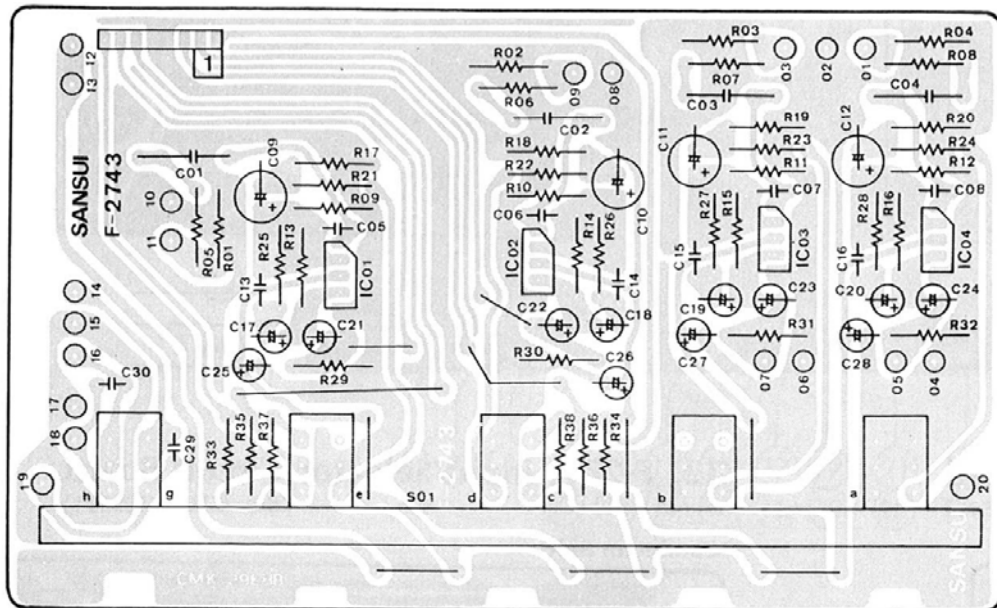 12
13
1
SANSUI
F-2743
C01
10
11
R05
R01
C09
R17
R21
R09
C05
R25
R13
C13
IC01
C17
C21
C25
R29
14
15
16
C30
17
18
19
h
g
C29
R33
R35
R37
e
S01
d
c
R02
R06
09
08
C02
R18
R22
R10
C06
IC02
R14
R26
C10
C14
C22
C18
R30
C26
R38
R36
R34
2743
R03
R07
C03
03
02
01
R04
R08
C04
C11
R19
R23
R11
C07
R27
R15
C15
IC03
C19
C23
C27
R31
07
06
C12
R20
R24
R12
C08
R28
R16
C16
IC04
C20
C24
C28
R32
05
04
b
a
20
SANSUI